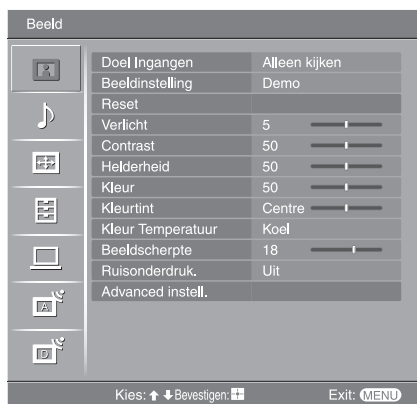 Beeld
Doel Ingangen Alleen kijken
Beeldinstelling Demo
Reset
Verlicht 5
Contrast 50
Helderheid 50
Kleur 50
Kleurtint Centre
Kleur Temperatuur Koel
Beeldscherpte 18
Ruisonderdruk. Uit
Advanced instell.
A
D
Kies: ↑ ↓ Bevestigen: Exit: MENU